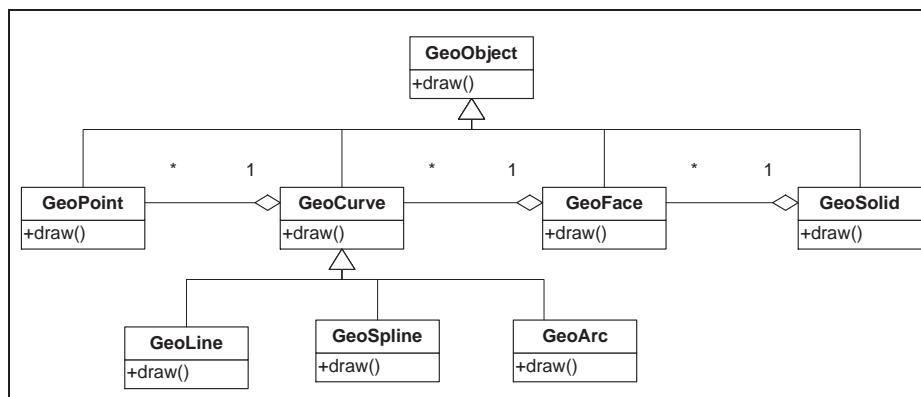 GeoObject
+draw()
* 1 * 1 * 1
GeoPoint GeoCurve GeoFace GeoSolid
+draw() +draw() +draw() +draw()
GeoLine GeoSpline GeoArc
+draw() +draw() +draw()